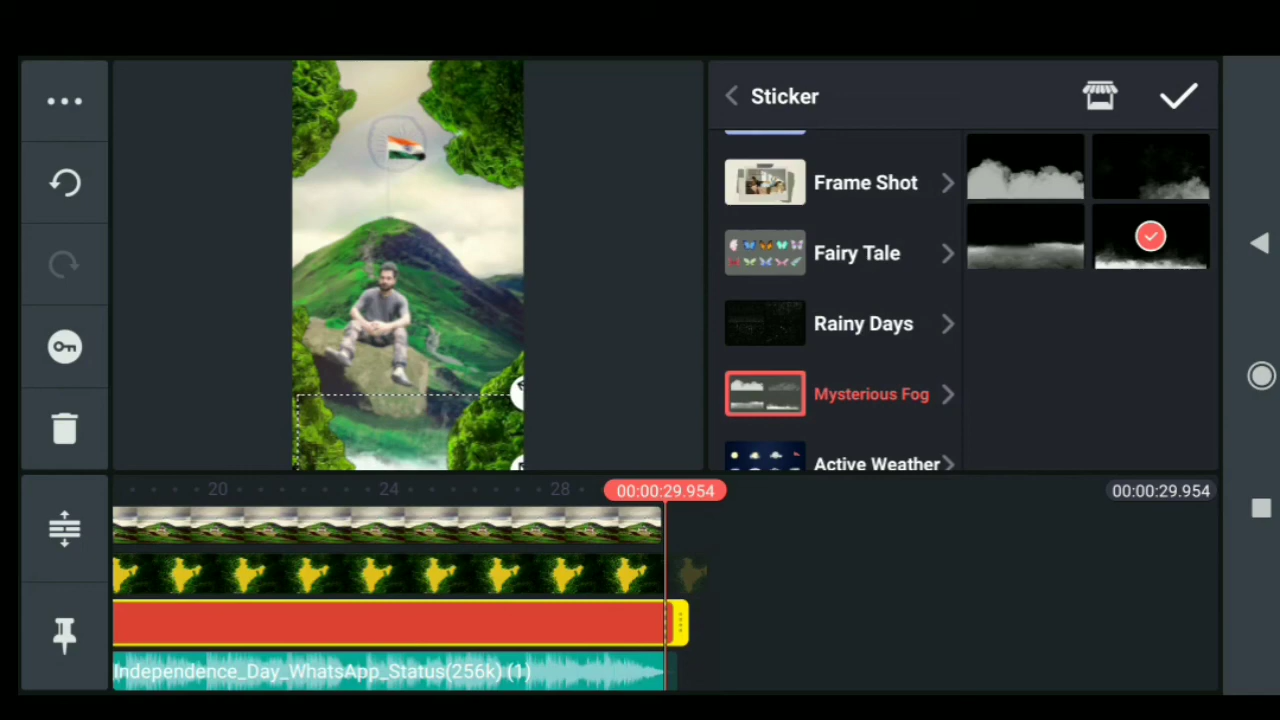 Sticker
Frame Shot
Fairy Tale
Rainy Days
Mysterious Fog
Active Weather
20
24
28
00:00:29.954
00:00:29.954
Independence_Day_WhatsApp_Status(256k) (1)